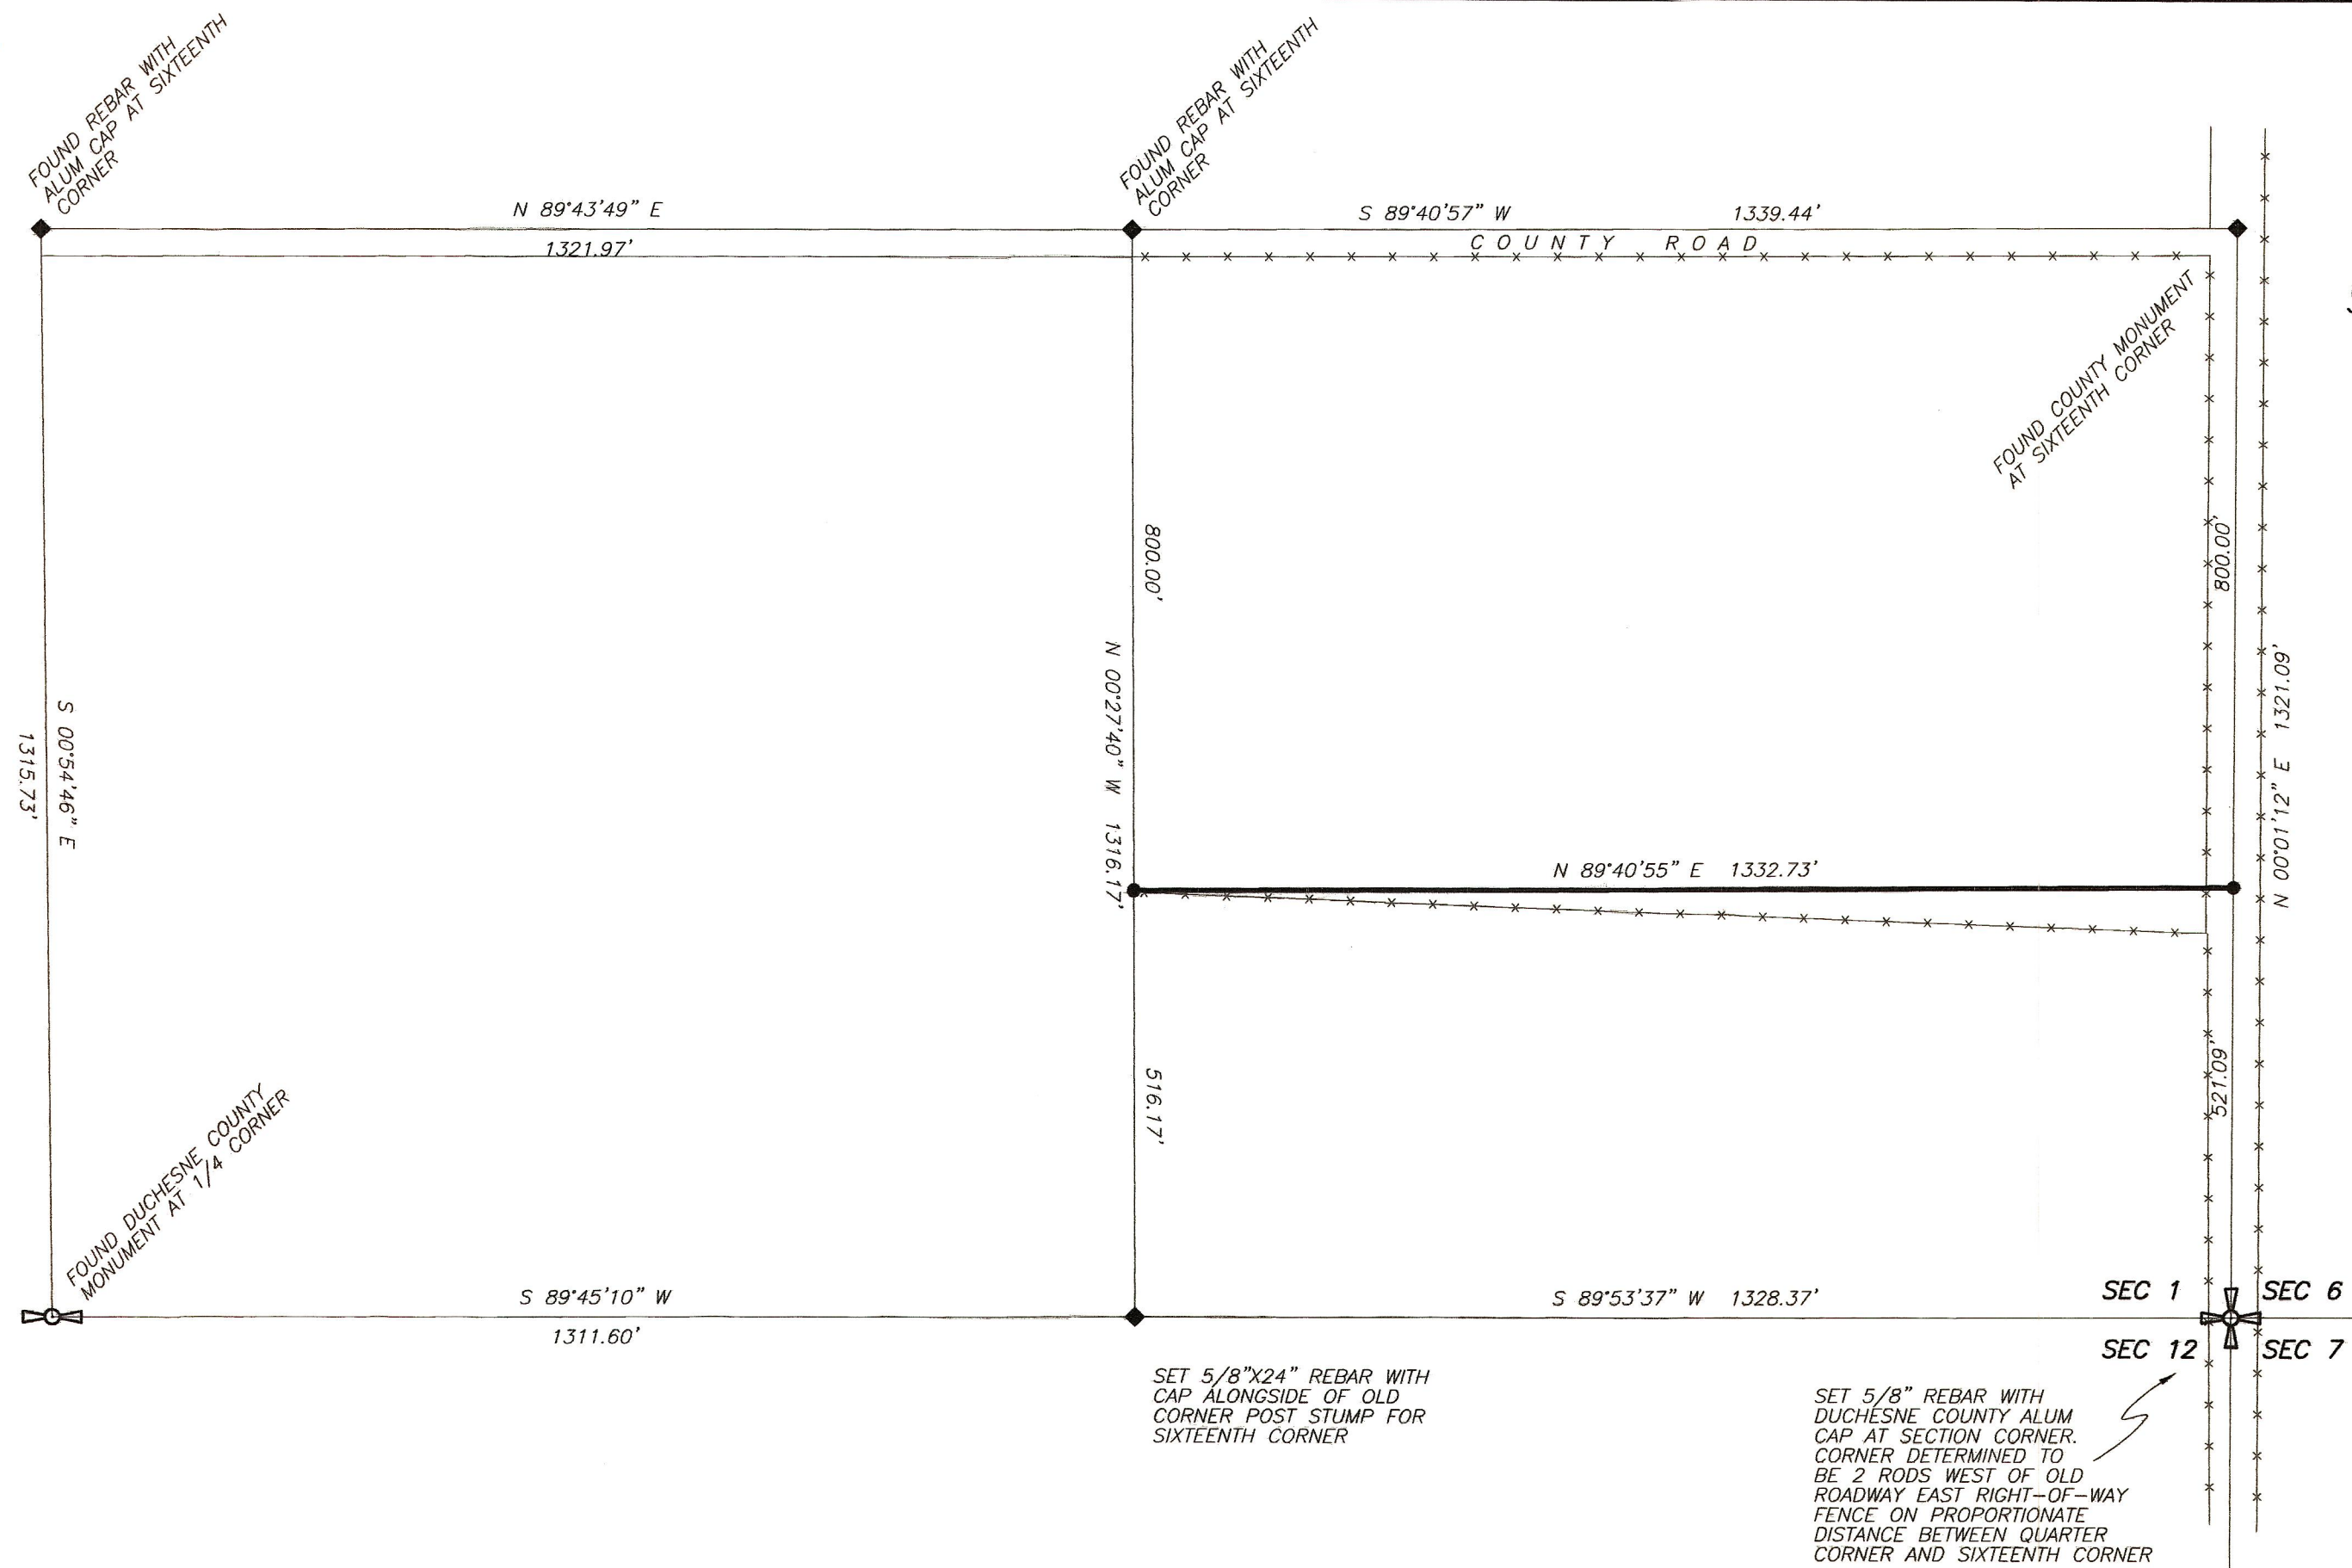 FOUND REBAR WITH
ALUM CAP AT SIXTEENTH
CORNER
FOUND REBAR WITH
ALUM CAP AT SIXTEENTH
CORNER
N 89°43'49" E
1321.97'
S 89°40'57" W 1339.44'
COUNTY ROAD
FOUND COUNTY MONUMENT
AT SIXTEENTH CORNER
800.00'
800.00'
N 00°27'40" W 1316.17'
N 00°01'12" E 1321.09'
S 00°54'46" E
1315.73'
N 89°40'55" E 1332.73'
516.17'
521.09'
FOUND DUCHESNE COUNTY
MONUMENT AT 1/4 CORNER
S 89°45'10" W
1311.60'
S 89°53'37" W 1328.37'
SEC 1
SEC 6
SEC 12
SEC 7
SET 5/8"X24" REBAR WITH
CAP ALONGSIDE OF OLD
CORNER POST STUMP FOR
SIXTEENTH CORNER
SET 5/8" REBAR WITH
DUCHESNE COUNTY ALUM
CAP AT SECTION CORNER.
CORNER DETERMINED TO
BE 2 RODS WEST OF OLD
ROADWAY EAST RIGHT-OF-WAY
FENCE ON PROPORTIONATE
DISTANCE BETWEEN QUARTER
CORNER AND SIXTEENTH CORNER